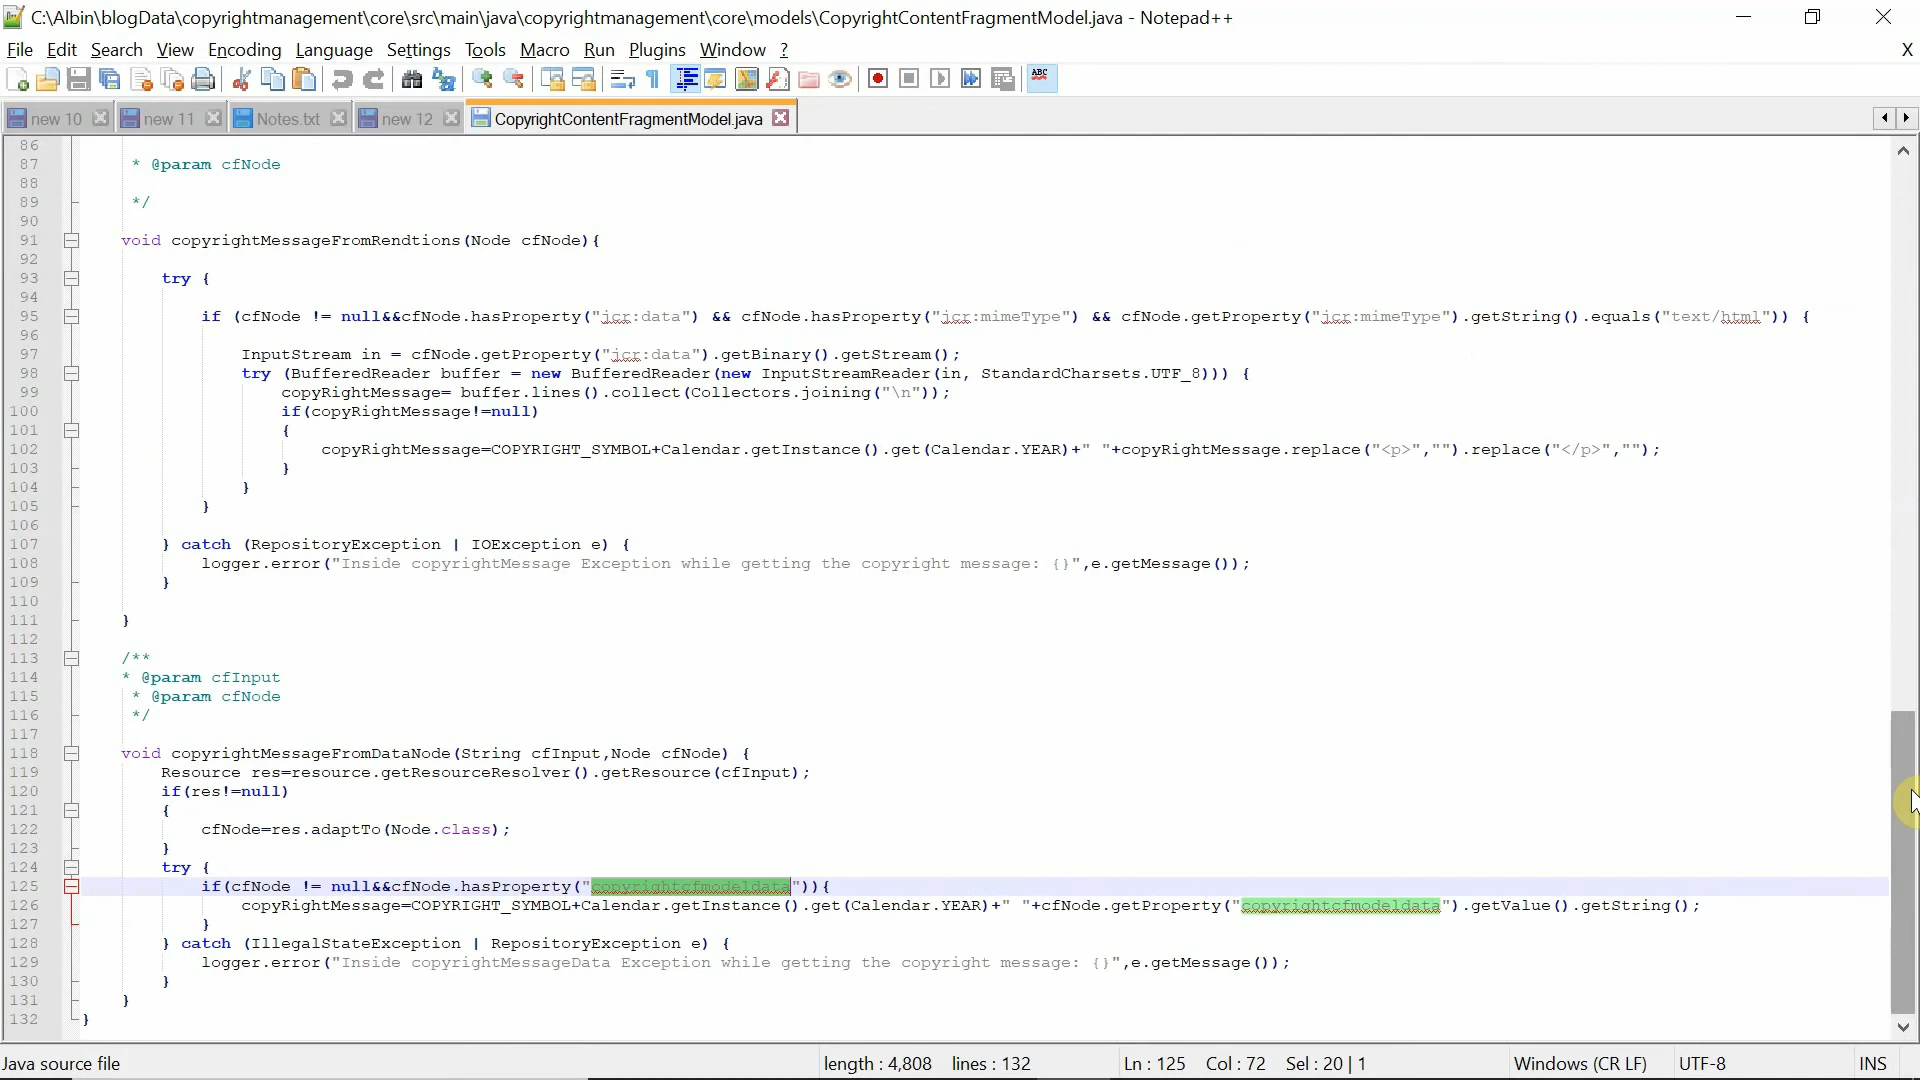 C:\Albin\blogData\copyrightmanagement\core\src\main\java\copyrightmanagement\core\models\CopyrightContentFragmentModel.java - Notepad++
File Edit Search View Encoding Language Settings Tools Macro Run Plugins Window ? X
ABC
new 10 new 11 Notes.txt new 12 CopyrightContentFragmentModel.java
86
87 * @param cfNode
88
89 */
90
91 void copyrightMessageFromRendtions(Node cfNode){
92
93 try {
94
95 if (cfNode != null&&cfNode.hasProperty("jcr:data") && cfNode.hasProperty("jcr:mimeType") && cfNode.getProperty("jcr:mimeType").getString().equals("text/html")) {
96
97 InputStream in = cfNode.getProperty("jcr:data").getBinary().getStream();
98 try (BufferedReader buffer = new BufferedReader(new InputStreamReader(in, StandardCharsets.UTF_8))) {
99 copyRightMessage= buffer.lines().collect(Collectors.joining("\n"));
100 if(copyRightMessage!=null)
101 {
102 copyRightMessage=COPYRIGHT_SYMBOL+Calendar.getInstance().get(Calendar.YEAR)+" "+copyRightMessage.replace("<p>","").replace("</p>","");
103 }
104 }
105 }
106
107 } catch (RepositoryException | IOException e) {
108 logger.error("Inside copyrightMessage Exception while getting the copyright message: {}",e.getMessage());
109 }
110
111 }
112
113 /**
114 * @param cfInput
115 * @param cfNode
116 */
117
118 void copyrightMessageFromDataNode(String cfInput,Node cfNode) {
119 Resource res=resource.getResourceResolver().getResource(cfInput);
120 if(res!=null)
121 {
122 cfNode=res.adaptTo(Node.class);
123 }
124 try {
125 if(cfNode != null&&cfNode.hasProperty("copyrightcfmodeldata")){
126 copyRightMessage=COPYRIGHT_SYMBOL+Calendar.getInstance().get(Calendar.YEAR)+" "+cfNode.getProperty("copyrightcfmodeldata").getValue().getString();
127 }
128 } catch (IllegalStateException | RepositoryException e) {
129 logger.error("Inside copyrightMessageData Exception while getting the copyright message: {}",e.getMessage());
130 }
131 }
132 }
Java source file length : 4,808 lines : 132 Ln : 125 Col : 72 Sel : 20 | 1 Windows (CR LF) UTF-8 INS